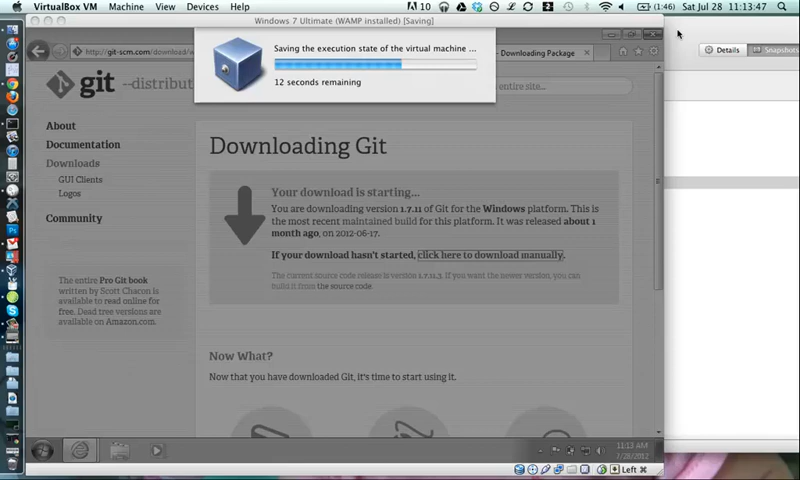 VirtualBox VM Machine View Devices Help
10 (1:46) Sat Jul 28 11:13:47
Windows 7 Ultimate (WAMP installed) [Saving]
http://git-scm.com/download/w
Downloading Package
Saving the execution state of the virtual machine ...
12 seconds remaining
git --distribut
entire site...
Details Snapshots
About
Documentation
Downloads
GUI Clients
Logos
Community
The entire Pro Git book
written by Scott Chacon is
available to read online for
free. Dead tree versions are
available on Amazon.com.
Downloading Git
Your download is starting...
You are downloading version 1.7.11 of Git for the Windows platform. This is
the most recent maintained build for this platform. It was released about 1
month ago, on 2012-06-17.
If your download hasn't started, click here to download manually.
The current source code release is version 1.7.11.3. If you want the newer version, you can
build it from the source code.
Now What?
Now that you have downloaded Git, it's time to start using it.
11:13 AM
7/28/2012
Left ⌘